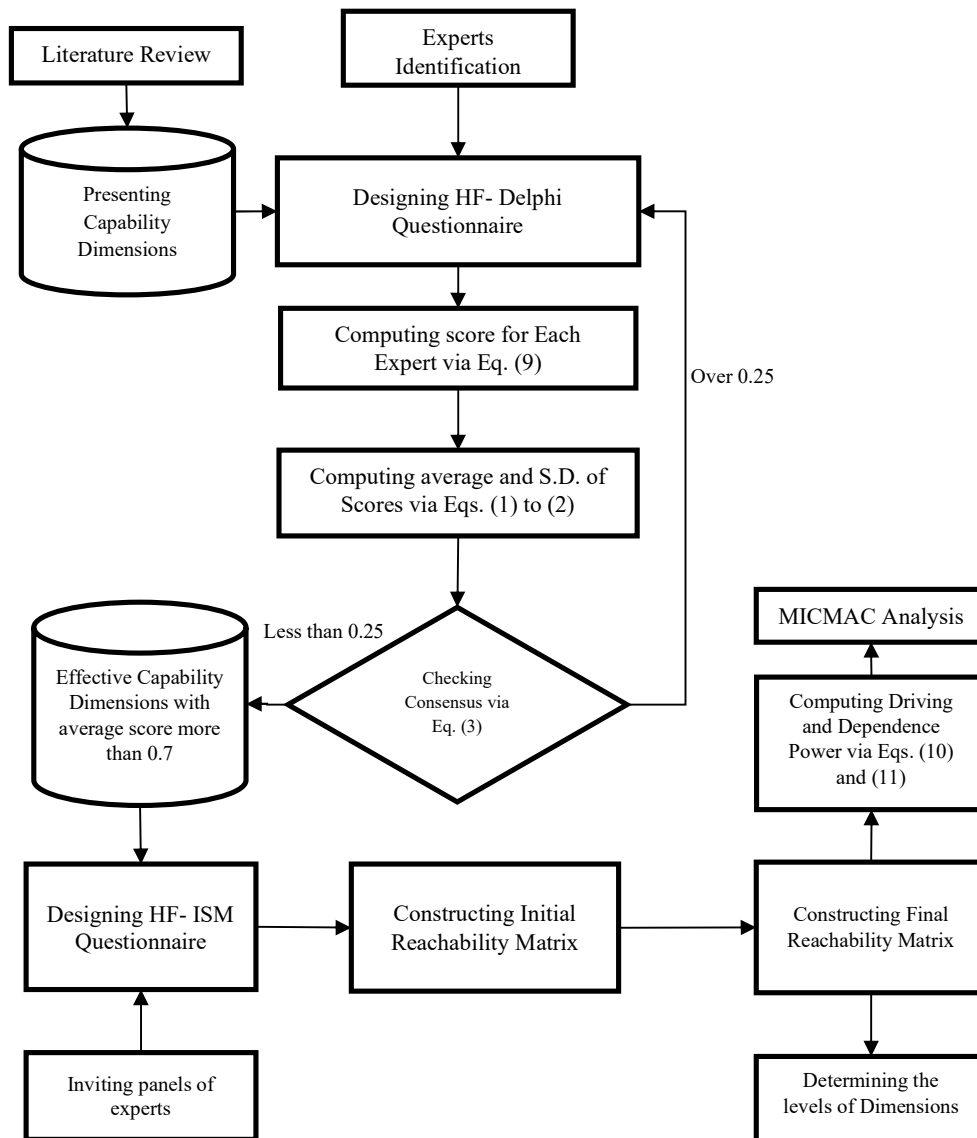 Literature Review
Experts
Identification
Presenting
Capability
Dimensions
Designing HF- Delphi
Questionnaire
Computing score for Each
Expert via Eq. (9)
Over 0.25
Computing average and S.D. of
Scores via Eqs. (1) to (2)
Less than 0.25
Checking
Consensus via
Eq. (3)
Effective Capability
Dimensions with
average score more
than 0.7
MICMAC Analysis
Computing Driving
and Dependence
Power via Eqs. (10)
and (11)
Designing HF- ISM
Questionnaire
Constructing Initial
Reachability Matrix
Constructing Final
Reachability Matrix
Inviting panels of
experts
Determining the
levels of Dimensions